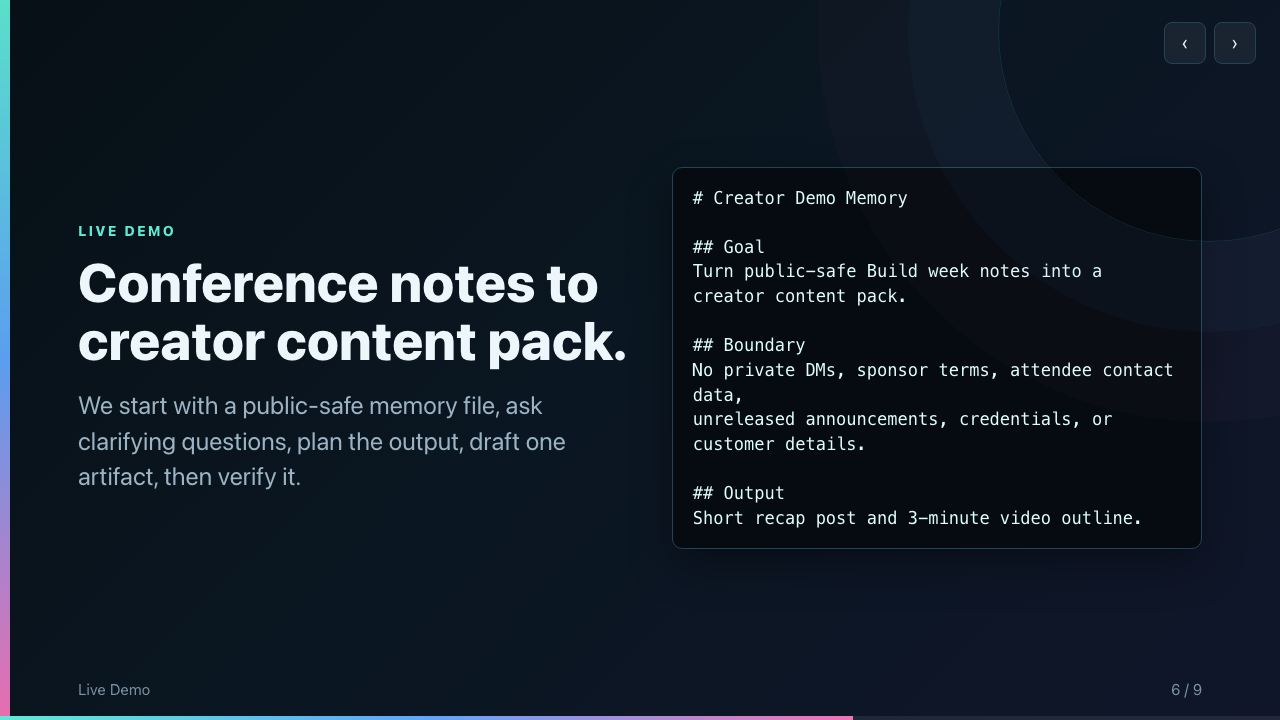 ‹ ›
LIVE DEMO
Conference notes to
creator content pack.
We start with a public-safe memory file, ask
clarifying questions, plan the output, draft one
artifact, then verify it.
# Creator Demo Memory
## Goal
Turn public-safe Build week notes into a
creator content pack.
## Boundary
No private DMs, sponsor terms, attendee contact
data,
unreleased announcements, credentials, or
customer details.
## Output
Short recap post and 3-minute video outline.
Live Demo
6 / 9